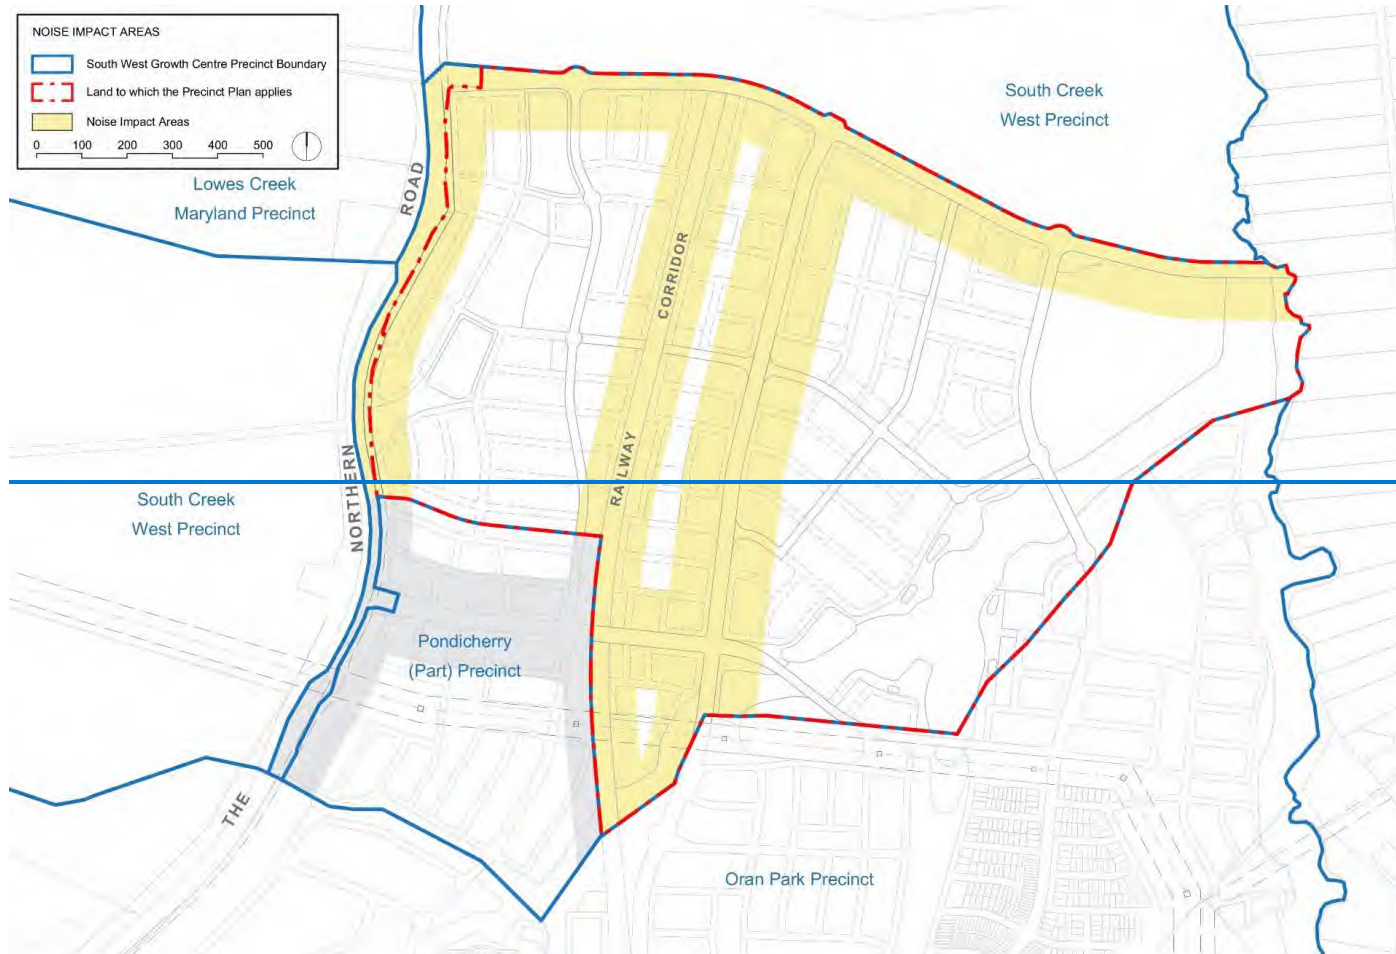 NOISE IMPACT AREAS
South West Growth Centre Precinct Boundary
Land to which the Precinct Plan applies
Noise Impact Areas
0 100 200 300 400 500
South Creek
West Precinct
Lowes Creek
Maryland Precinct
ROAD
CORRIDOR
RAILWAY
NORTHERN
South Creek
West Precinct
Pondicherry
(Part) Precinct
THE
Oran Park Precinct